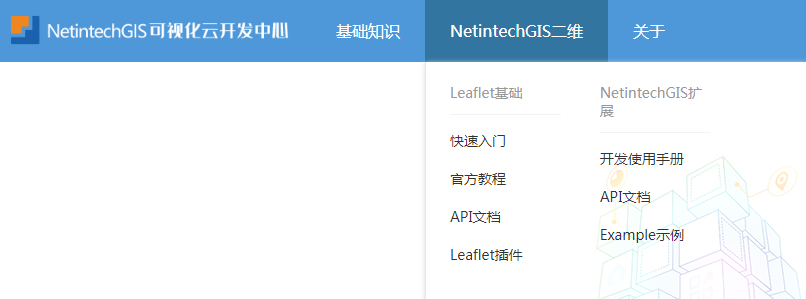 NetintechGIS可视化云开发中心
基础知识
NetintechGIS二维
关于
Leaflet基础
快速入门
官方教程
API文档
Leaflet插件
NetintechGIS扩
展
开发使用手册
API文档
Example示例